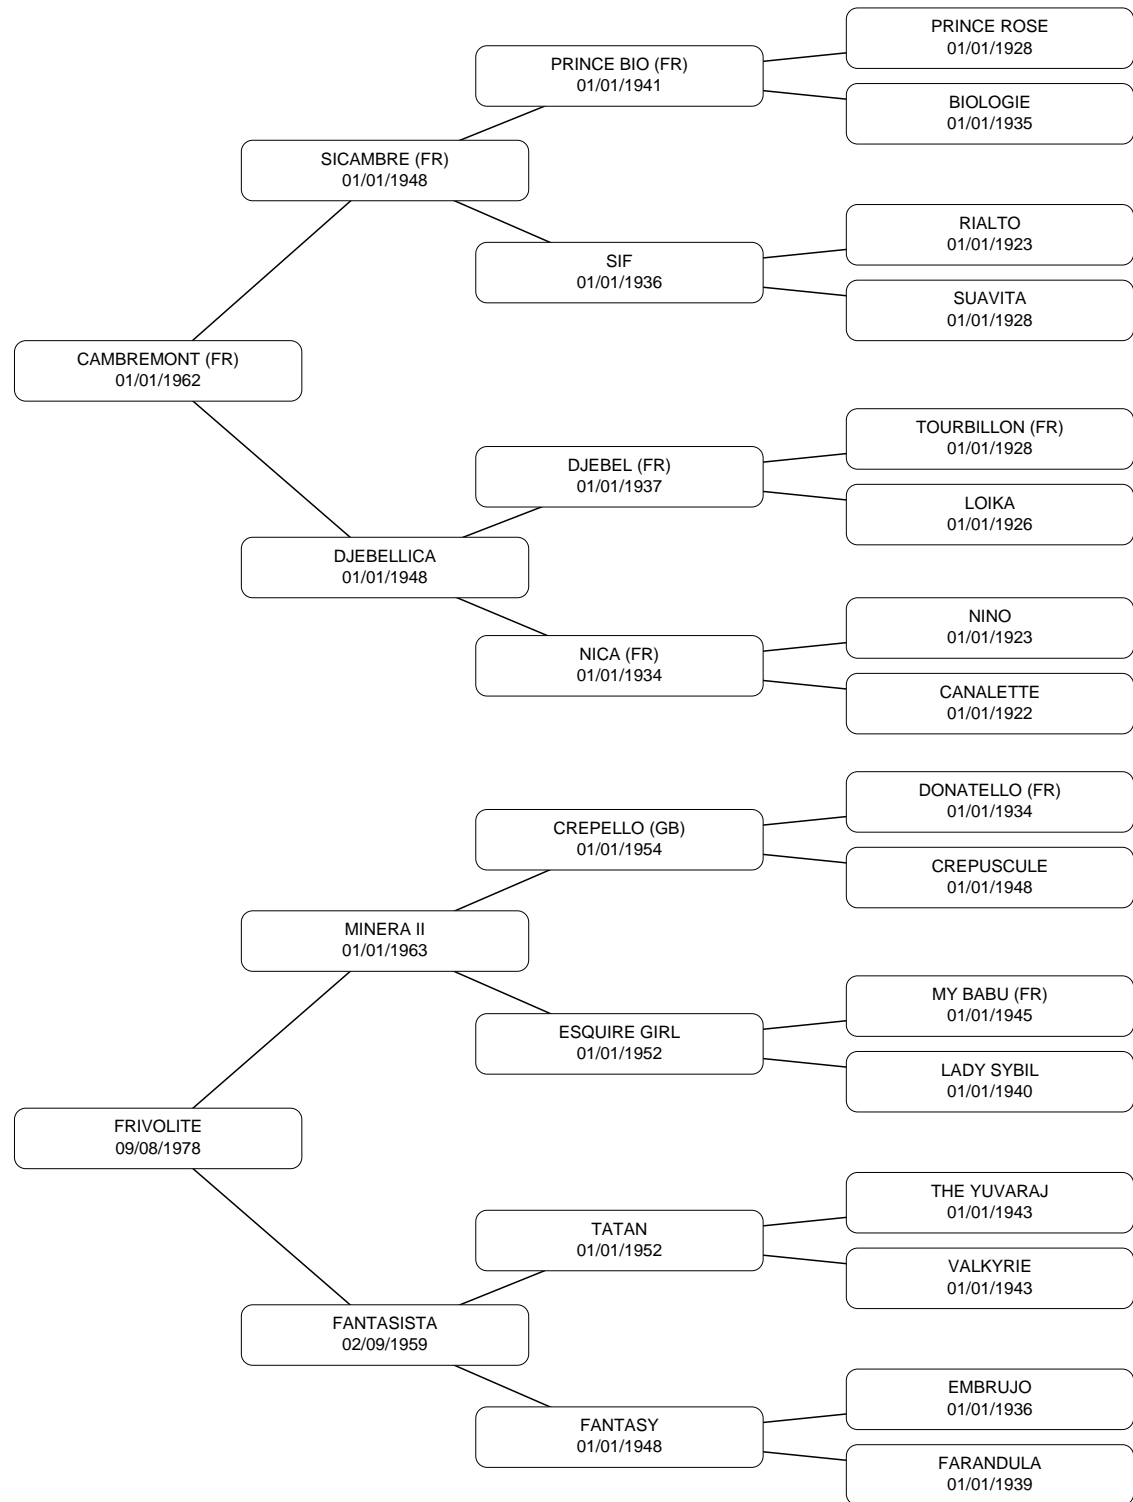 PRINCE ROSE
01/01/1928
PRINCE BIO (FR)
01/01/1941
BIOLOGIE
01/01/1935
SICAMBRE (FR)
01/01/1948
RIALTO
01/01/1923
SIF
01/01/1936
SUAVITA
01/01/1928
CAMBREMONT (FR)
01/01/1962
TOURBILLON (FR)
01/01/1928
DJEBEL (FR)
01/01/1937
LOIKA
01/01/1926
DJEBELLICA
01/01/1948
NINO
01/01/1923
NICA (FR)
01/01/1934
CANALETTE
01/01/1922
DONATELLO (FR)
01/01/1934
CREPELLO (GB)
01/01/1954
CREPUSCULE
01/01/1948
MINERA II
01/01/1963
MY BABU (FR)
01/01/1945
ESQUIRE GIRL
01/01/1952
LADY SYBIL
01/01/1940
FRIVOLITE
09/08/1978
THE YUVARAJ
01/01/1943
TATAN
01/01/1952
VALKYRIE
01/01/1943
FANTASISTA
02/09/1959
EMBRUJO
01/01/1936
FANTASY
01/01/1948
FARANDULA
01/01/1939